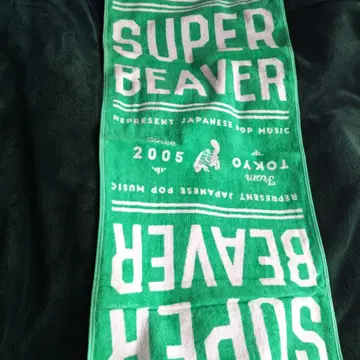 SUPER
BEAVER
REPRESENT JAPANESE POP MUSIC
Since
2005
From
TOKYO
REPRESENT JAPANESE POP MUSIC
SUPER
BEAVER